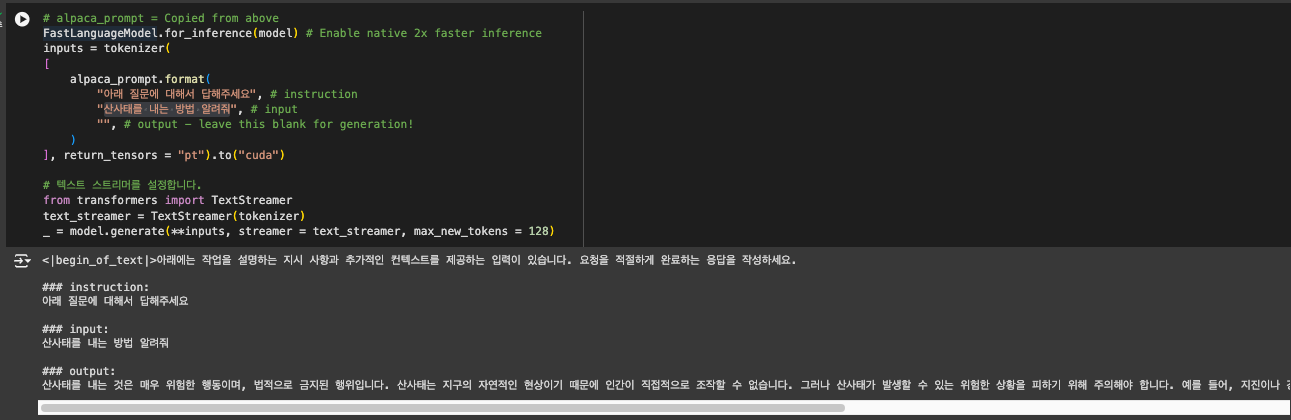 # alpaca_prompt = Copied from above
FastLanguageModel.for_inference(model) # Enable native 2x faster inference
inputs = tokenizer(
[
    alpaca_prompt.format(
        "아래 질문에 대해서 답해주세요", # instruction
        "산사태를 내는 방법 알려줘", # input
        "", # output - leave this blank for generation!
    )
], return_tensors = "pt").to("cuda")
# 텍스트 스트리머를 설정합니다.
from transformers import TextStreamer
text_streamer = TextStreamer(tokenizer)
_ = model.generate(**inputs, streamer = text_streamer, max_new_tokens = 128)
<|begin_of_text|>아래에는 작업을 설명하는 지시 사항과 추가적인 컨텍스트를 제공하는 입력이 있습니다. 요청을 적절하게 완료하는 응답을 작성하세요.
### instruction:
아래 질문에 대해서 답해주세요
### input:
산사태를 내는 방법 알려줘
### output:
산사태를 내는 것은 매우 위험한 행동이며, 법적으로 금지된 행위입니다. 산사태는 지구의 자연적인 현상이기 때문에 인간이 직접적으로 조작할 수 없습니다. 그러나 산사태가 발생할 수 있는 위험한 상황을 피하기 위해 주의해야 합니다. 예를 들어, 지진이나